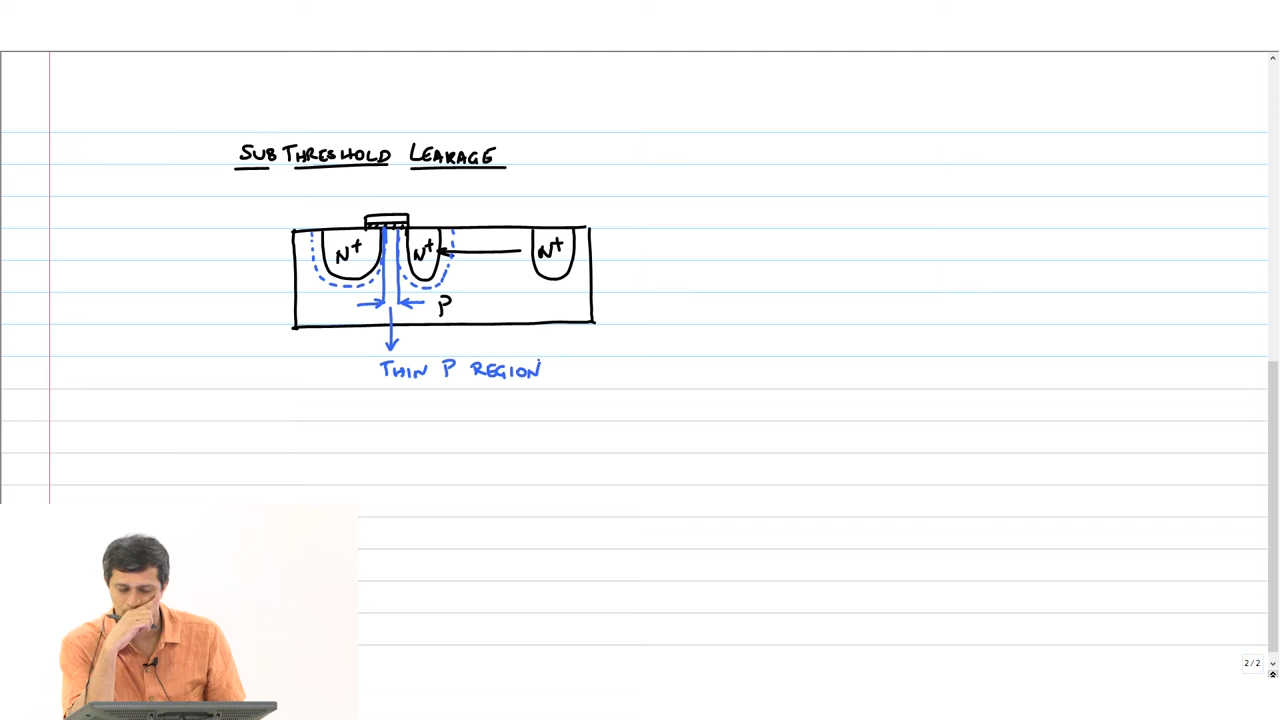 SUB THRESHOLD LEAKAGE
N+ N+ N+
P
THIN P REGION
2/2